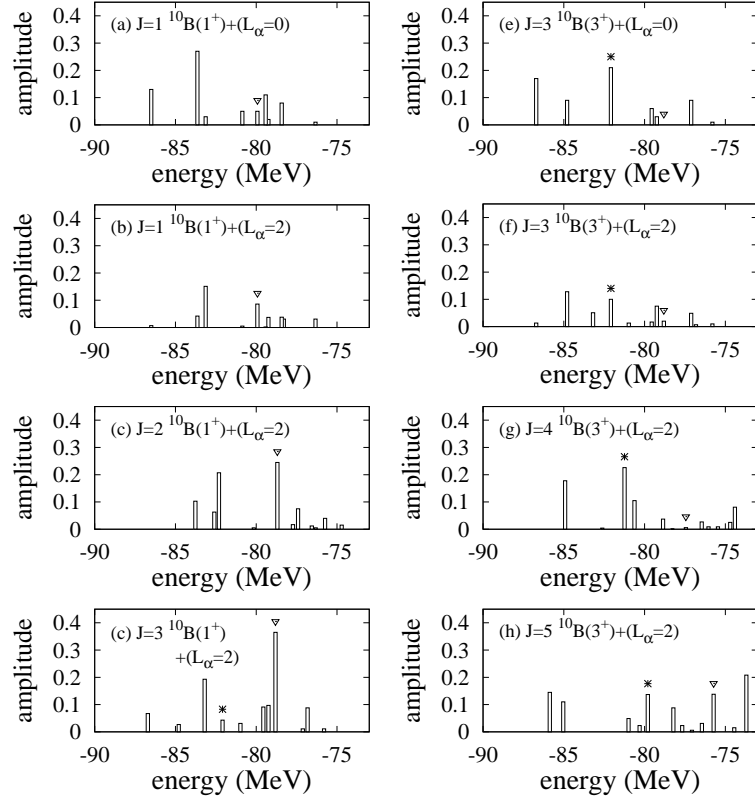 amplitude
0.4
0.3
0.2
0.1
0
(a) J=1 ¹⁰B(1⁺)+(L_α=0)
-90 -85 -80 -75
energy (MeV)
amplitude
0.4
0.3
0.2
0.1
0
(e) J=3 ¹⁰B(3⁺)+(L_α=0)
-90 -85 -80 -75
energy (MeV)
amplitude
0.4
0.3
0.2
0.1
0
(b) J=1 ¹⁰B(1⁺)+(L_α=2)
-90 -85 -80 -75
energy (MeV)
amplitude
0.4
0.3
0.2
0.1
0
(f) J=3 ¹⁰B(3⁺)+(L_α=2)
-90 -85 -80 -75
energy (MeV)
amplitude
0.4
0.3
0.2
0.1
0
(c) J=2 ¹⁰B(1⁺)+(L_α=2)
-90 -85 -80 -75
energy (MeV)
amplitude
0.4
0.3
0.2
0.1
0
(g) J=4 ¹⁰B(3⁺)+(L_α=2)
-90 -85 -80 -75
energy (MeV)
amplitude
0.4
0.3
0.2
0.1
0
(c) J=3 ¹⁰B(1⁺)
+(L_α=2)
-90 -85 -80 -75
energy (MeV)
amplitude
0.4
0.3
0.2
0.1
0
(h) J=5 ¹⁰B(3⁺)+(L_α=2)
-90 -85 -80 -75
energy (MeV)